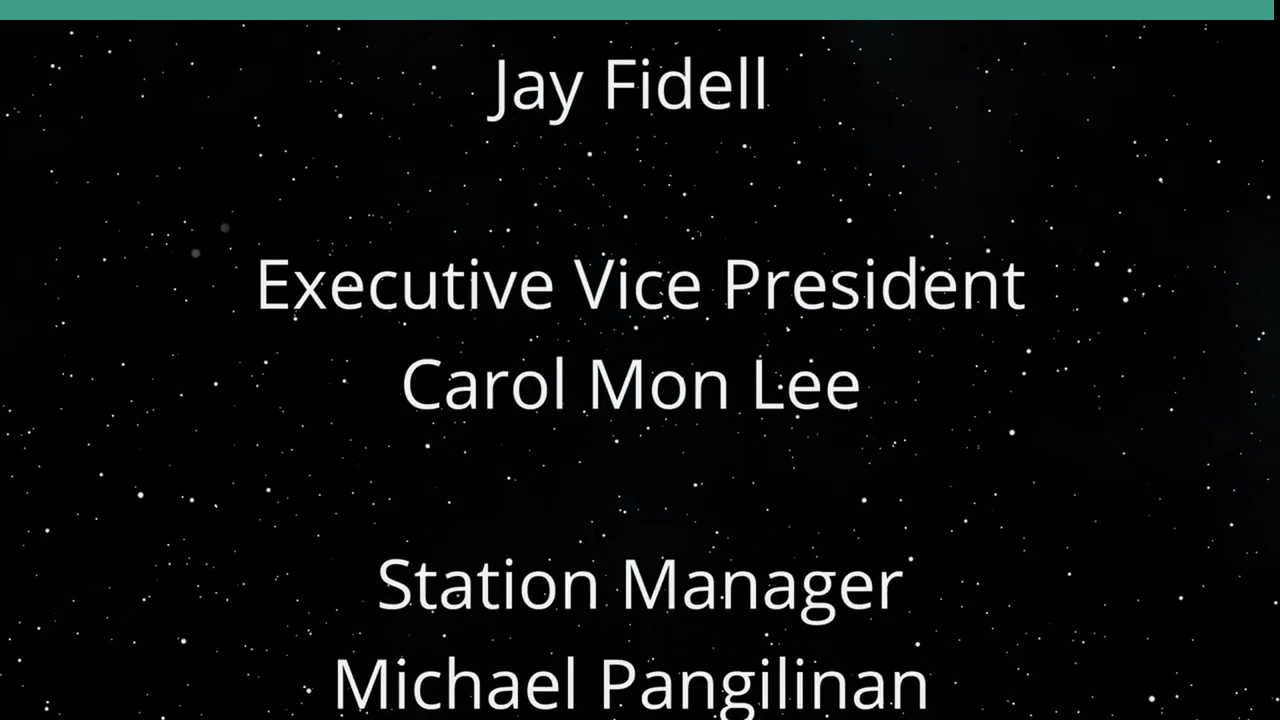 Jay Fidell
Executive Vice President
Carol Mon Lee
Station Manager
Michael Pangilinan